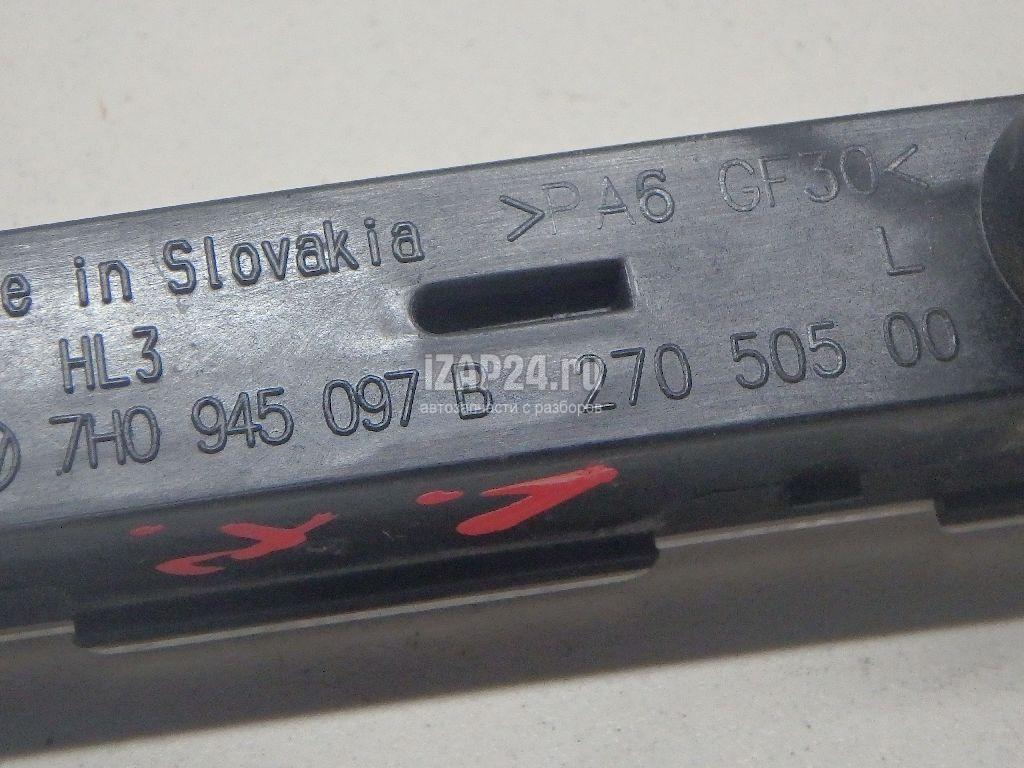 >PA6 GF30<
e in Slovakia
L
HL3
7H0 945 097 B 270 505 00
iZAP24.ru
автозапчасти с разборов